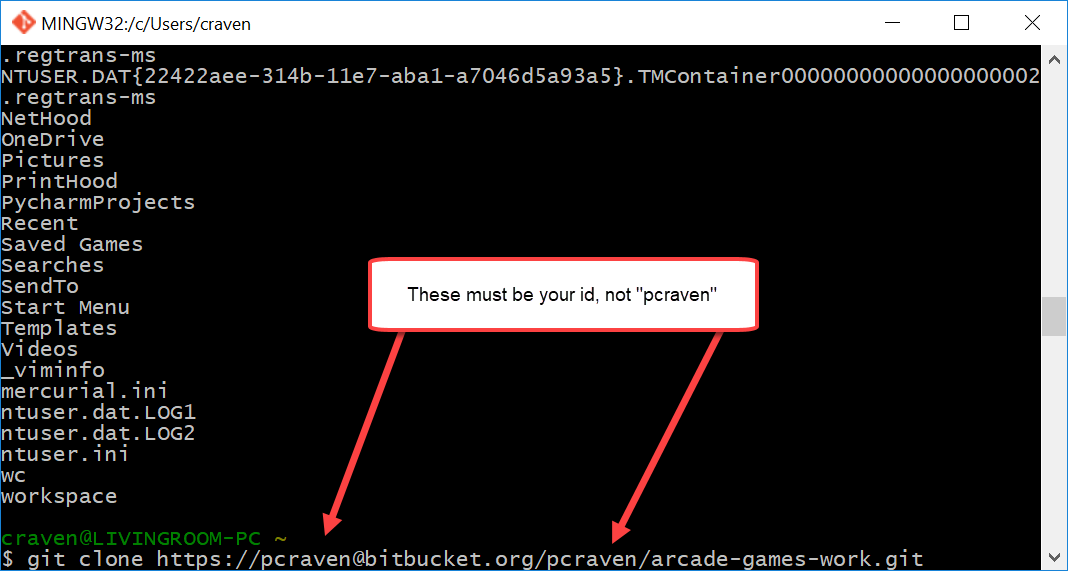 MINGW32:/c/Users/craven
.regtrans-ms
NTUSER.DAT{22422aee-314b-11e7-aba1-a7046d5a93a5}.TMContainer00000000000000000002
.regtrans-ms
NetHood
OneDrive
Pictures
PrintHood
PycharmProjects
Recent
Saved Games
Searches
SendTo
Start Menu
Templates
Videos
_viminfo
mercurial.ini
ntuser.dat.LOG1
ntuser.dat.LOG2
ntuser.ini
wc
workspace
These must be your id, not "pcraven"
craven@LIVINGROOM-PC ~
$ git clone https://pcraven@bitbucket.org/pcraven/arcade-games-work.git